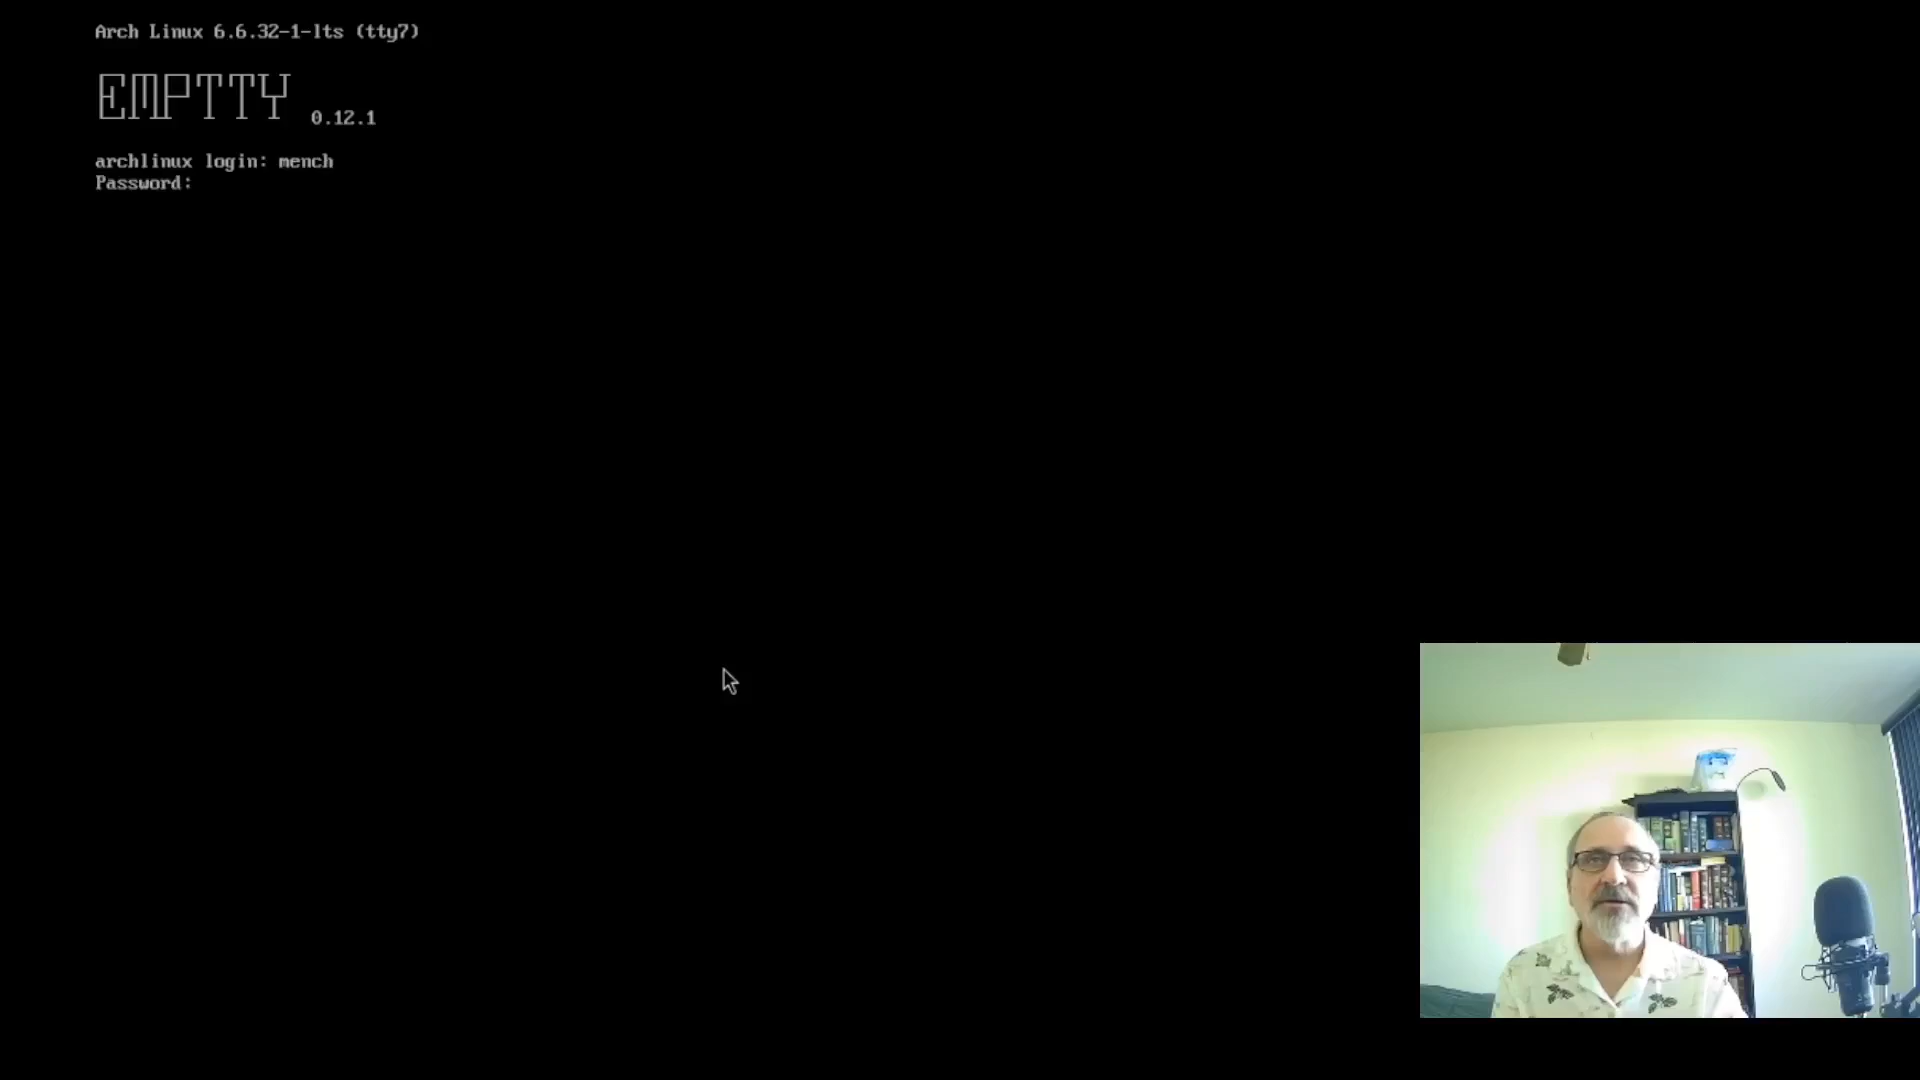 Arch Linux 6.6.32-1-lts (tty7)
EMPTTY 0.12.1
archlinux login: mench
Password: